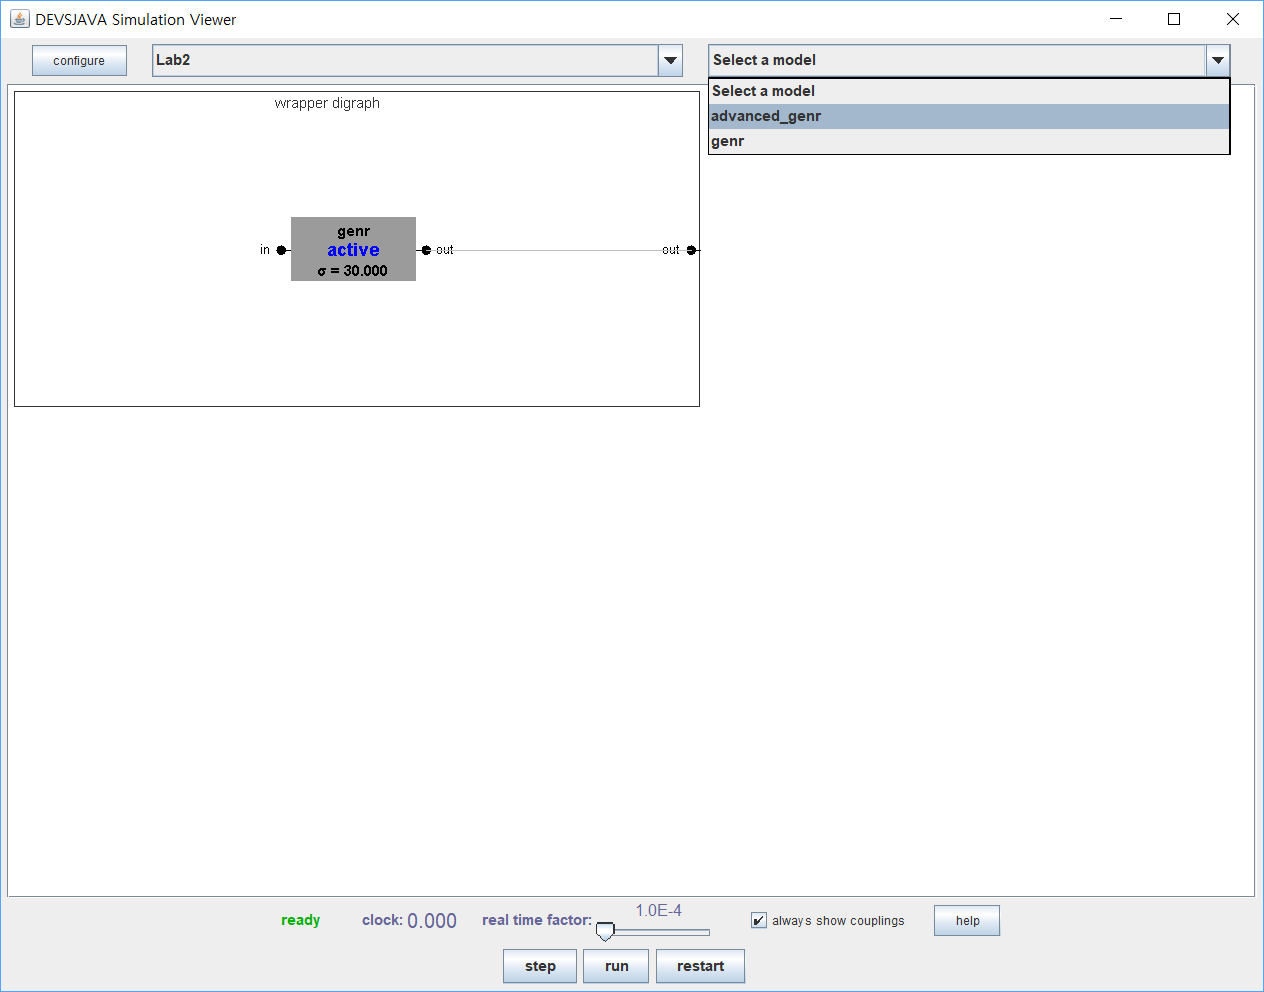 DEVSJAVA Simulation Viewer
configure
Lab2
Select a model
Select a model
advanced_genr
genr
wrapper digraph
genr
in active out out
σ = 30.000
1.0E-4
ready clock: 0.000 real time factor: always show couplings help
step run restart